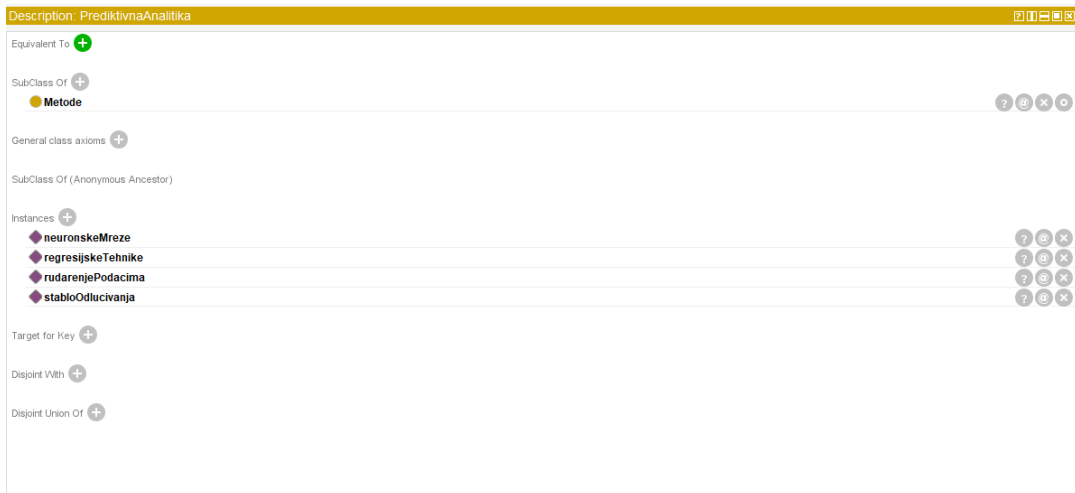 Description: PrediktivnaAnalitika
Equivalent To
SubClass Of
Metode
General class axioms
SubClass Of (Anonymous Ancestor)
Instances
neuronskeMreze
regresijskeTehnike
rudarenjePodacima
stabloOdlucivanja
Target for Key
Disjoint With
Disjoint Union Of